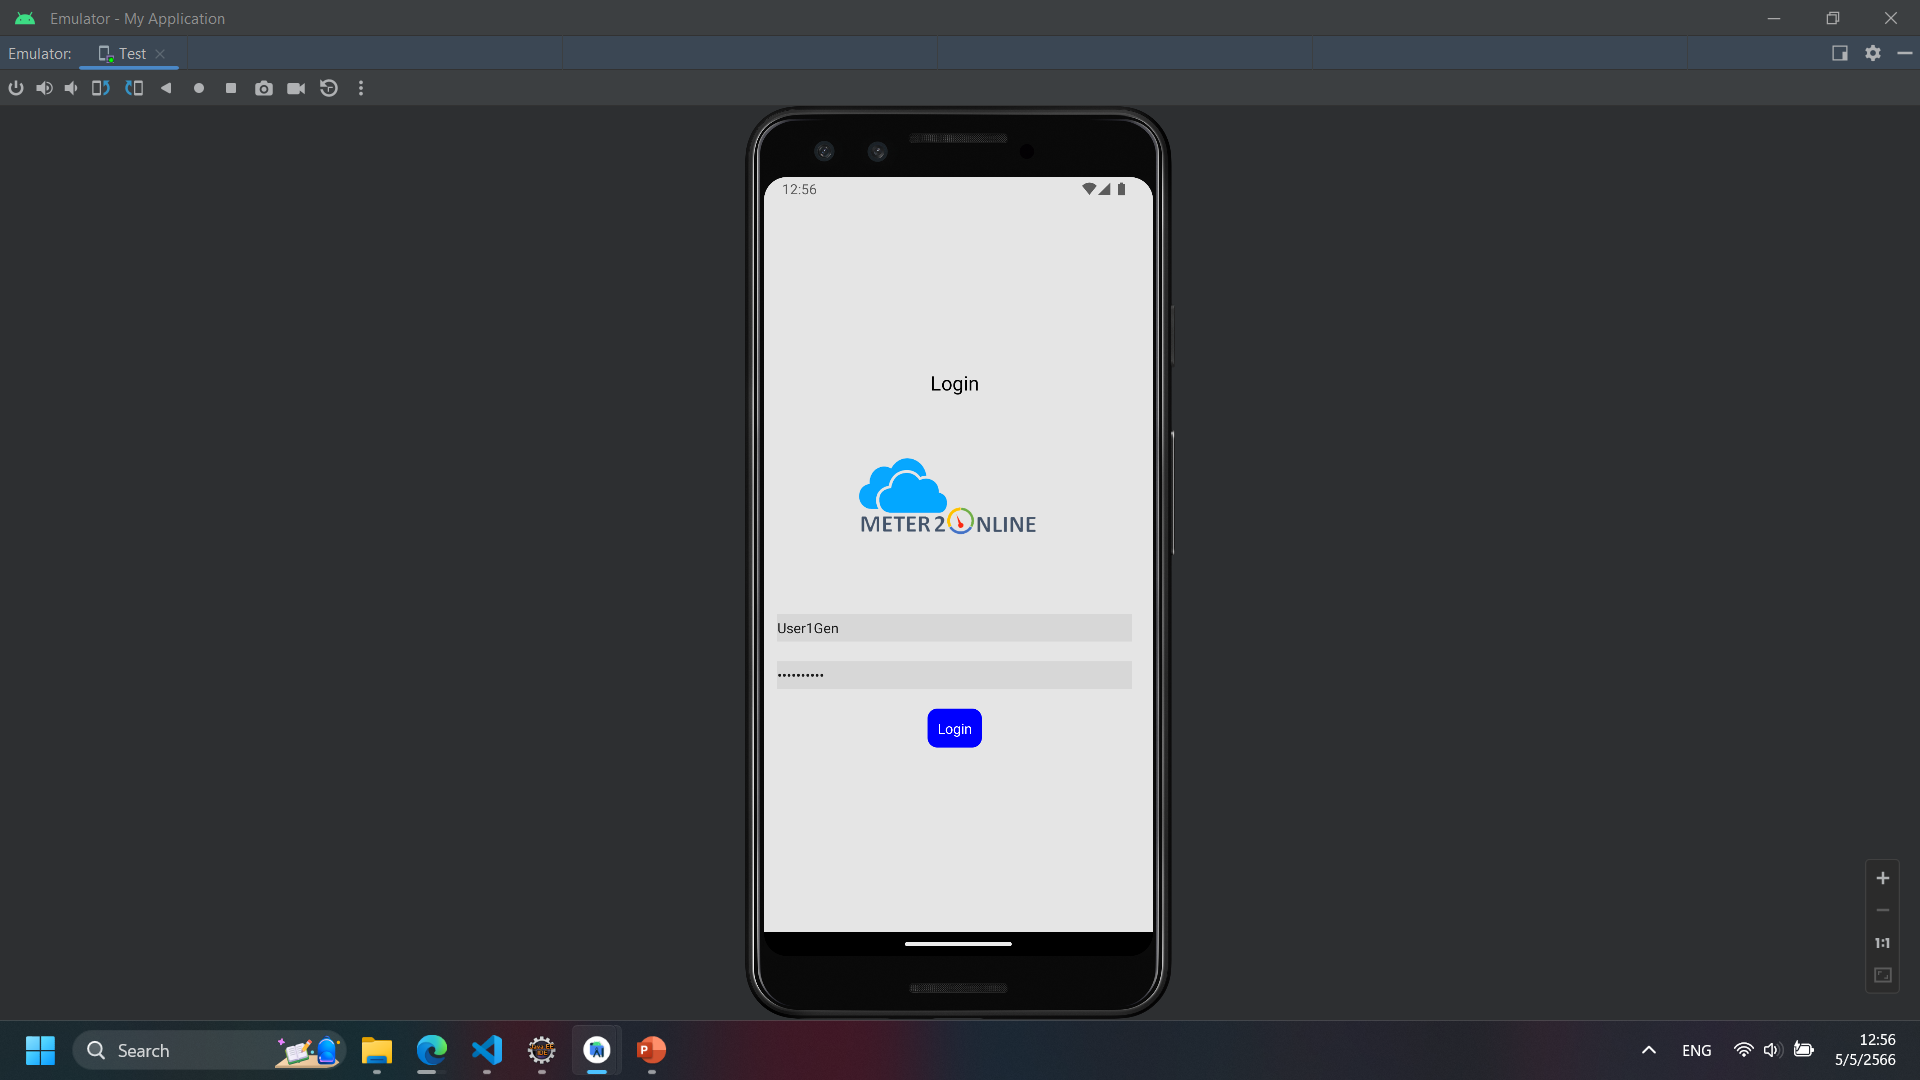 Emulator - My Application
Emulator:
Test
12:56
Login
METER 2 NLINE
User1Gen
••••••••••
Login
1:1
Search
ENG
12:56
5/5/2566